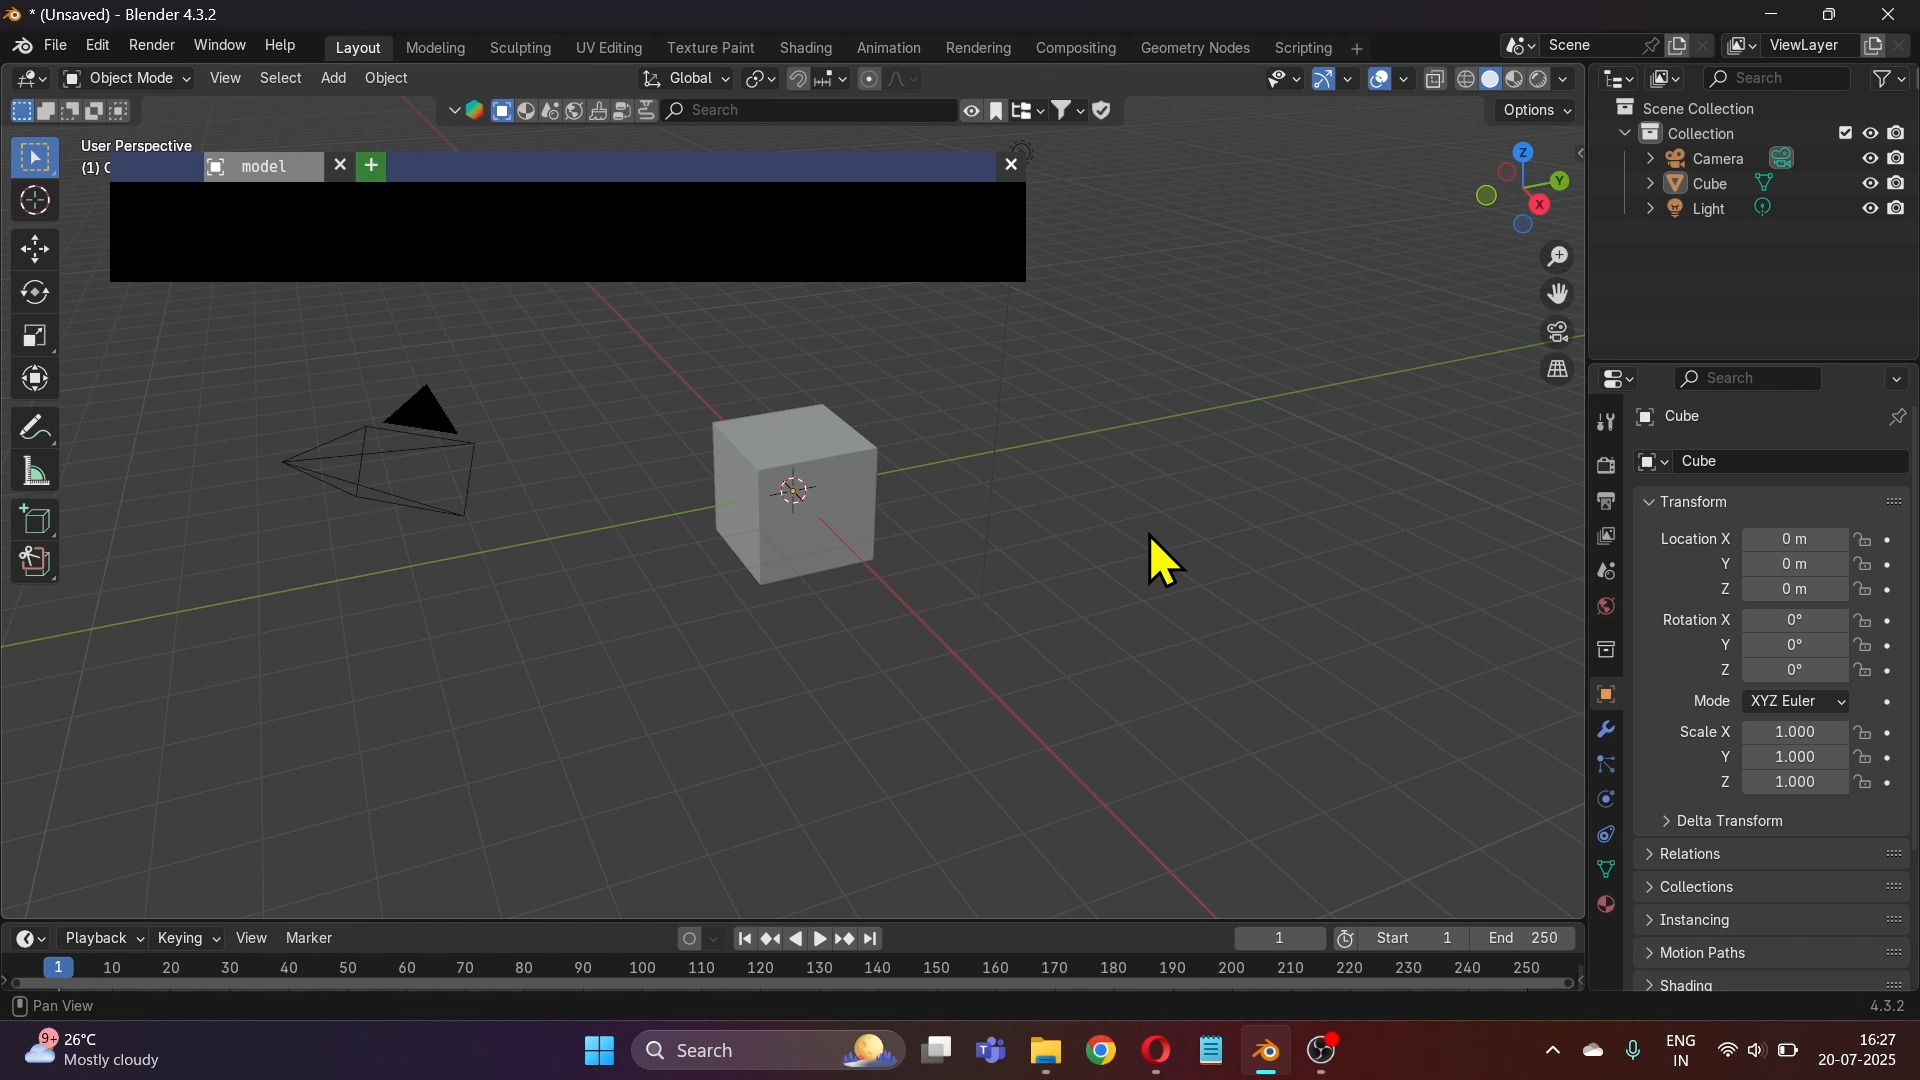 * (Unsaved) - Blender 4.3.2
File Edit Render Window Help
Layout Modeling Sculpting UV Editing Texture Paint Shading Animation Rendering Compositing Geometry Nodes Scripting +
Scene
ViewLayer
Object Mode View Select Add Object
Global
Search
Search
Options
User Perspective
(1) C
model
Z
Y
X
Scene Collection
Collection
Camera
Cube
Light
Search
Cube
Cube
Transform
Location X 0 m
Y 0 m
Z 0 m
Rotation X 0°
Y 0°
Z 0°
Mode XYZ Euler
Scale X 1.000
Y 1.000
Z 1.000
Delta Transform
Relations
Collections
Instancing
Motion Paths
Shading
Playback Keying View Marker
1 Start 1 End 250
1 10 20 30 40 50 60 70 80 90 100 110 120 130 140 150 160 170 180 190 200 210 220 230 240 250
Pan View
4.3.2
9+
26°C
Mostly cloudy
Search
ENG
IN
16:27
20-07-2025